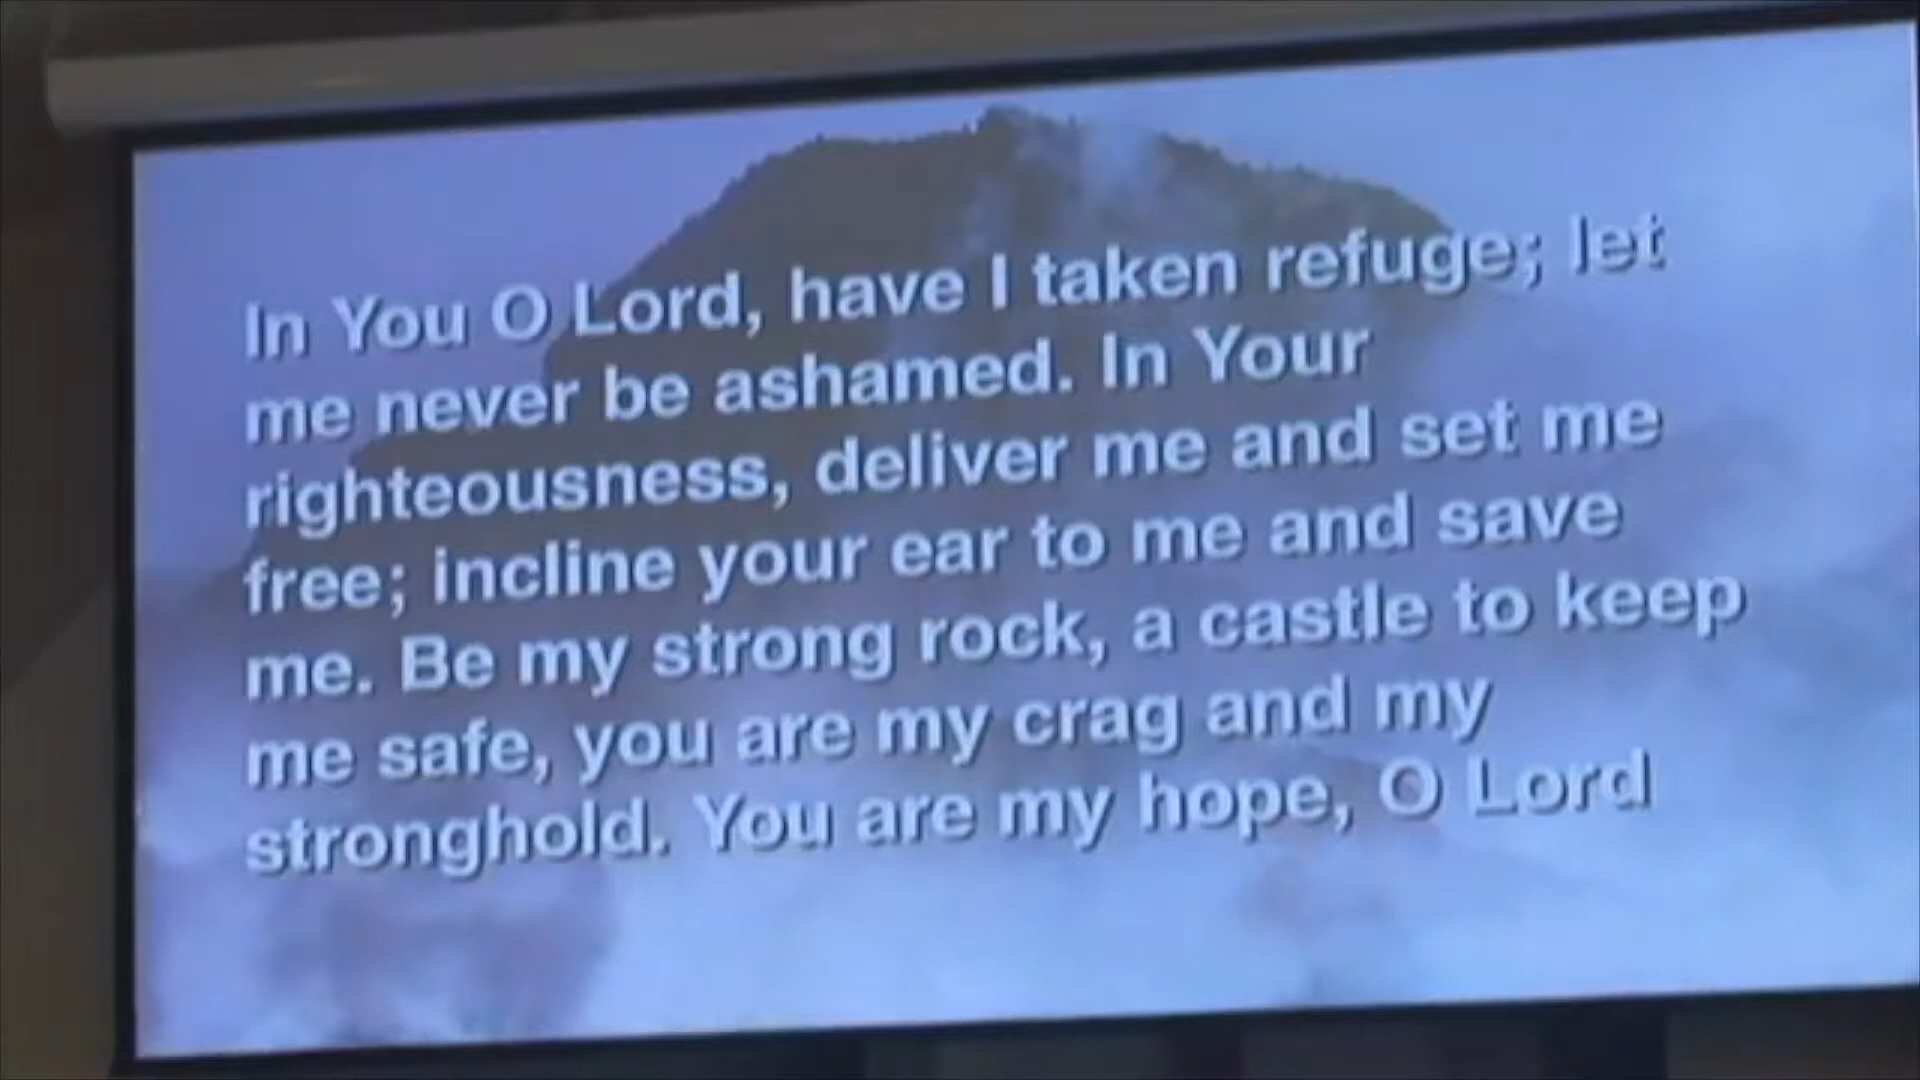 In You O Lord, have I taken refuge; let
me never be ashamed. In Your
righteousness, deliver me and set me
free; incline your ear to me and save
me. Be my strong rock, a castle to keep
me safe, you are my crag and my
stronghold. You are my hope, O Lord